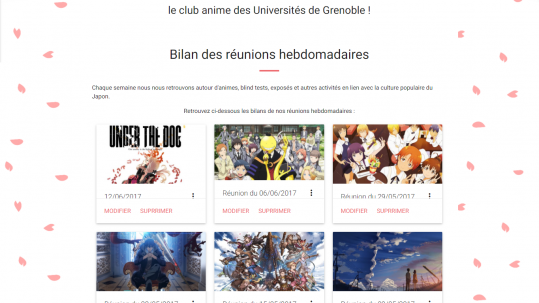 le club anime des Universités de Grenoble !
Bilan des réunions hebdomadaires
Chaque semaine nous nous retrouvons autour d'animes, blind tests, exposés et autres activités en lien avec la culture populaire du
Japon.
Retrouvez ci-dessous les bilans de nos réunions hebdomadaires :
UNDER THE DOG
12/06/2017
Réunion du 06/06/2017
Réunion du 29/05/2017
MODIFIER SUPPRIMER
MODIFIER SUPPRIMER
MODIFIER SUPPRIMER